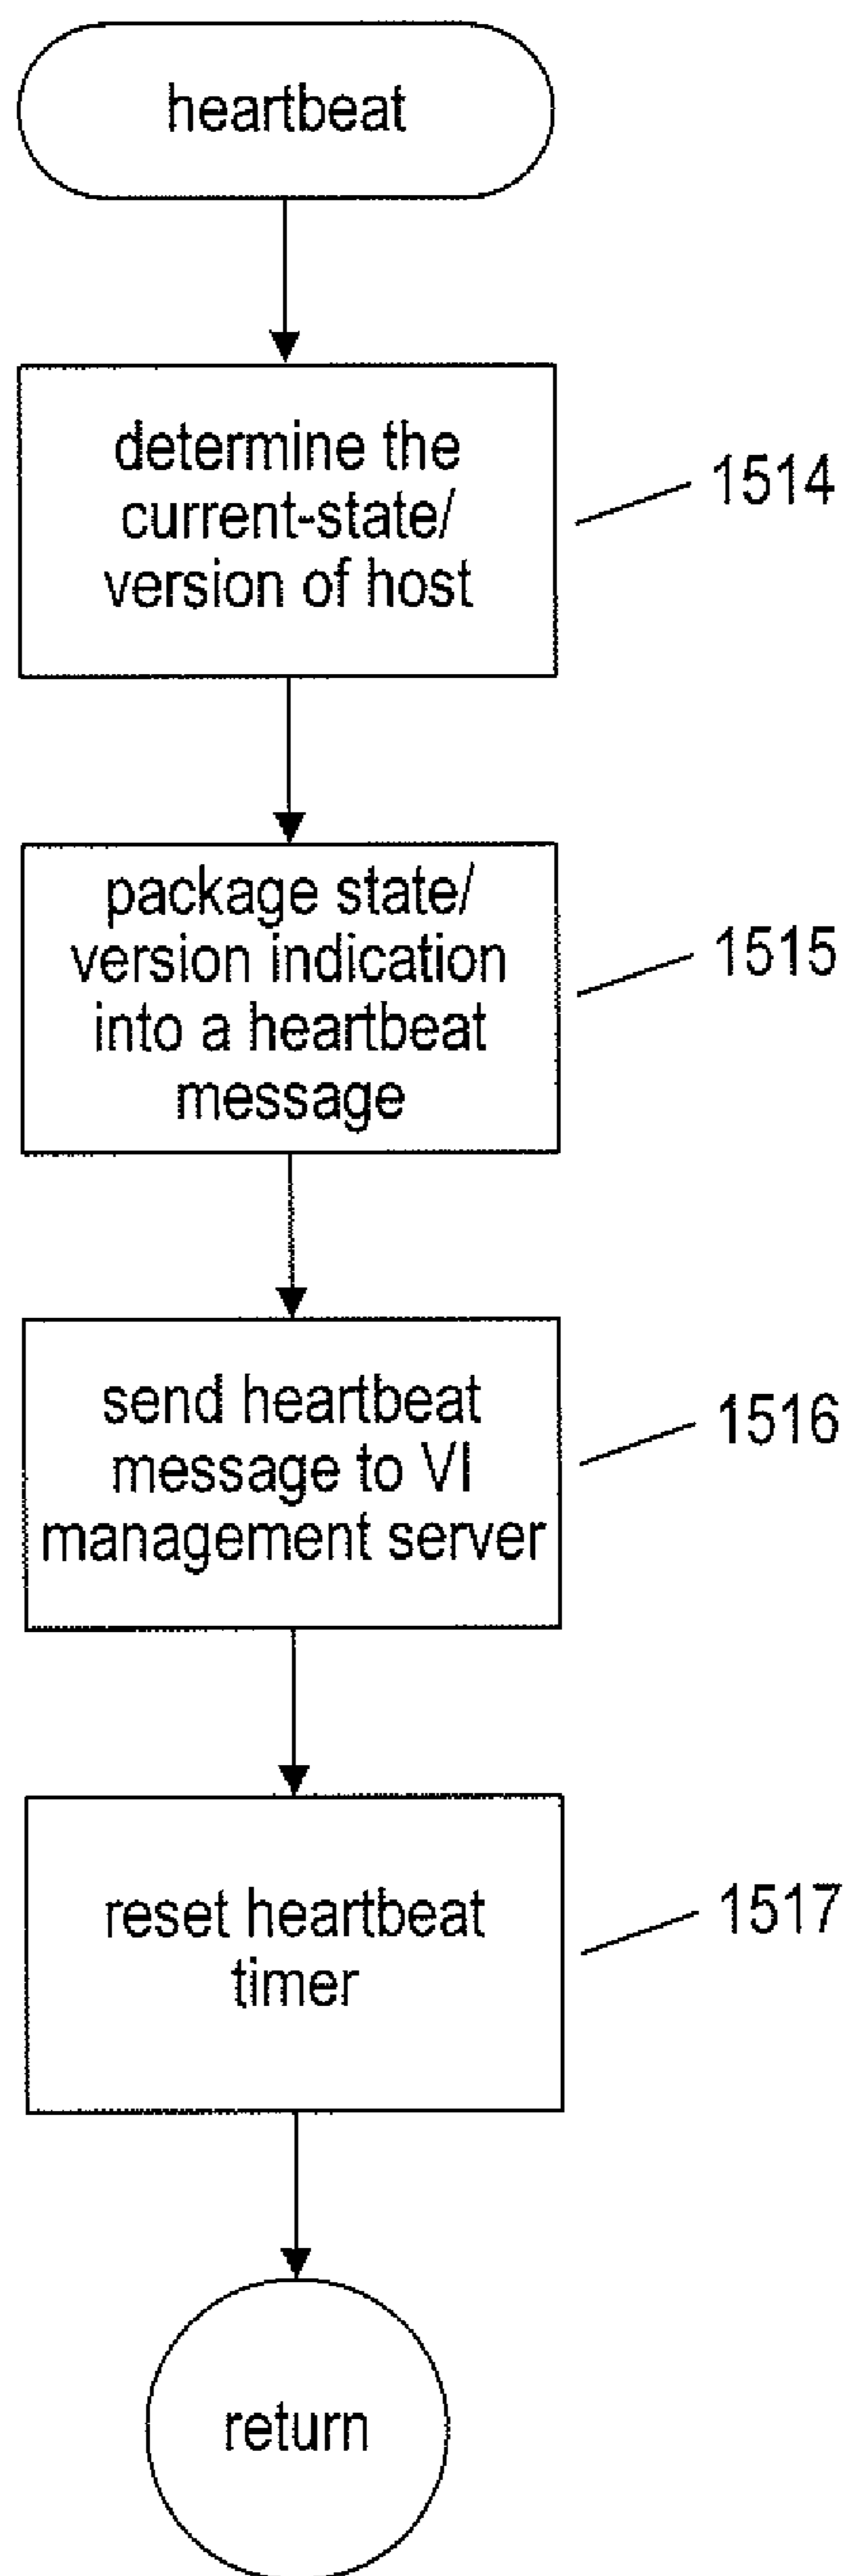 heartbeat
determine the
current-state/
version of host
1514
package state/
version indication
into a heartbeat
message
1515
send heartbeat
message to VI
management server
1516
reset heartbeat
timer
1517
return